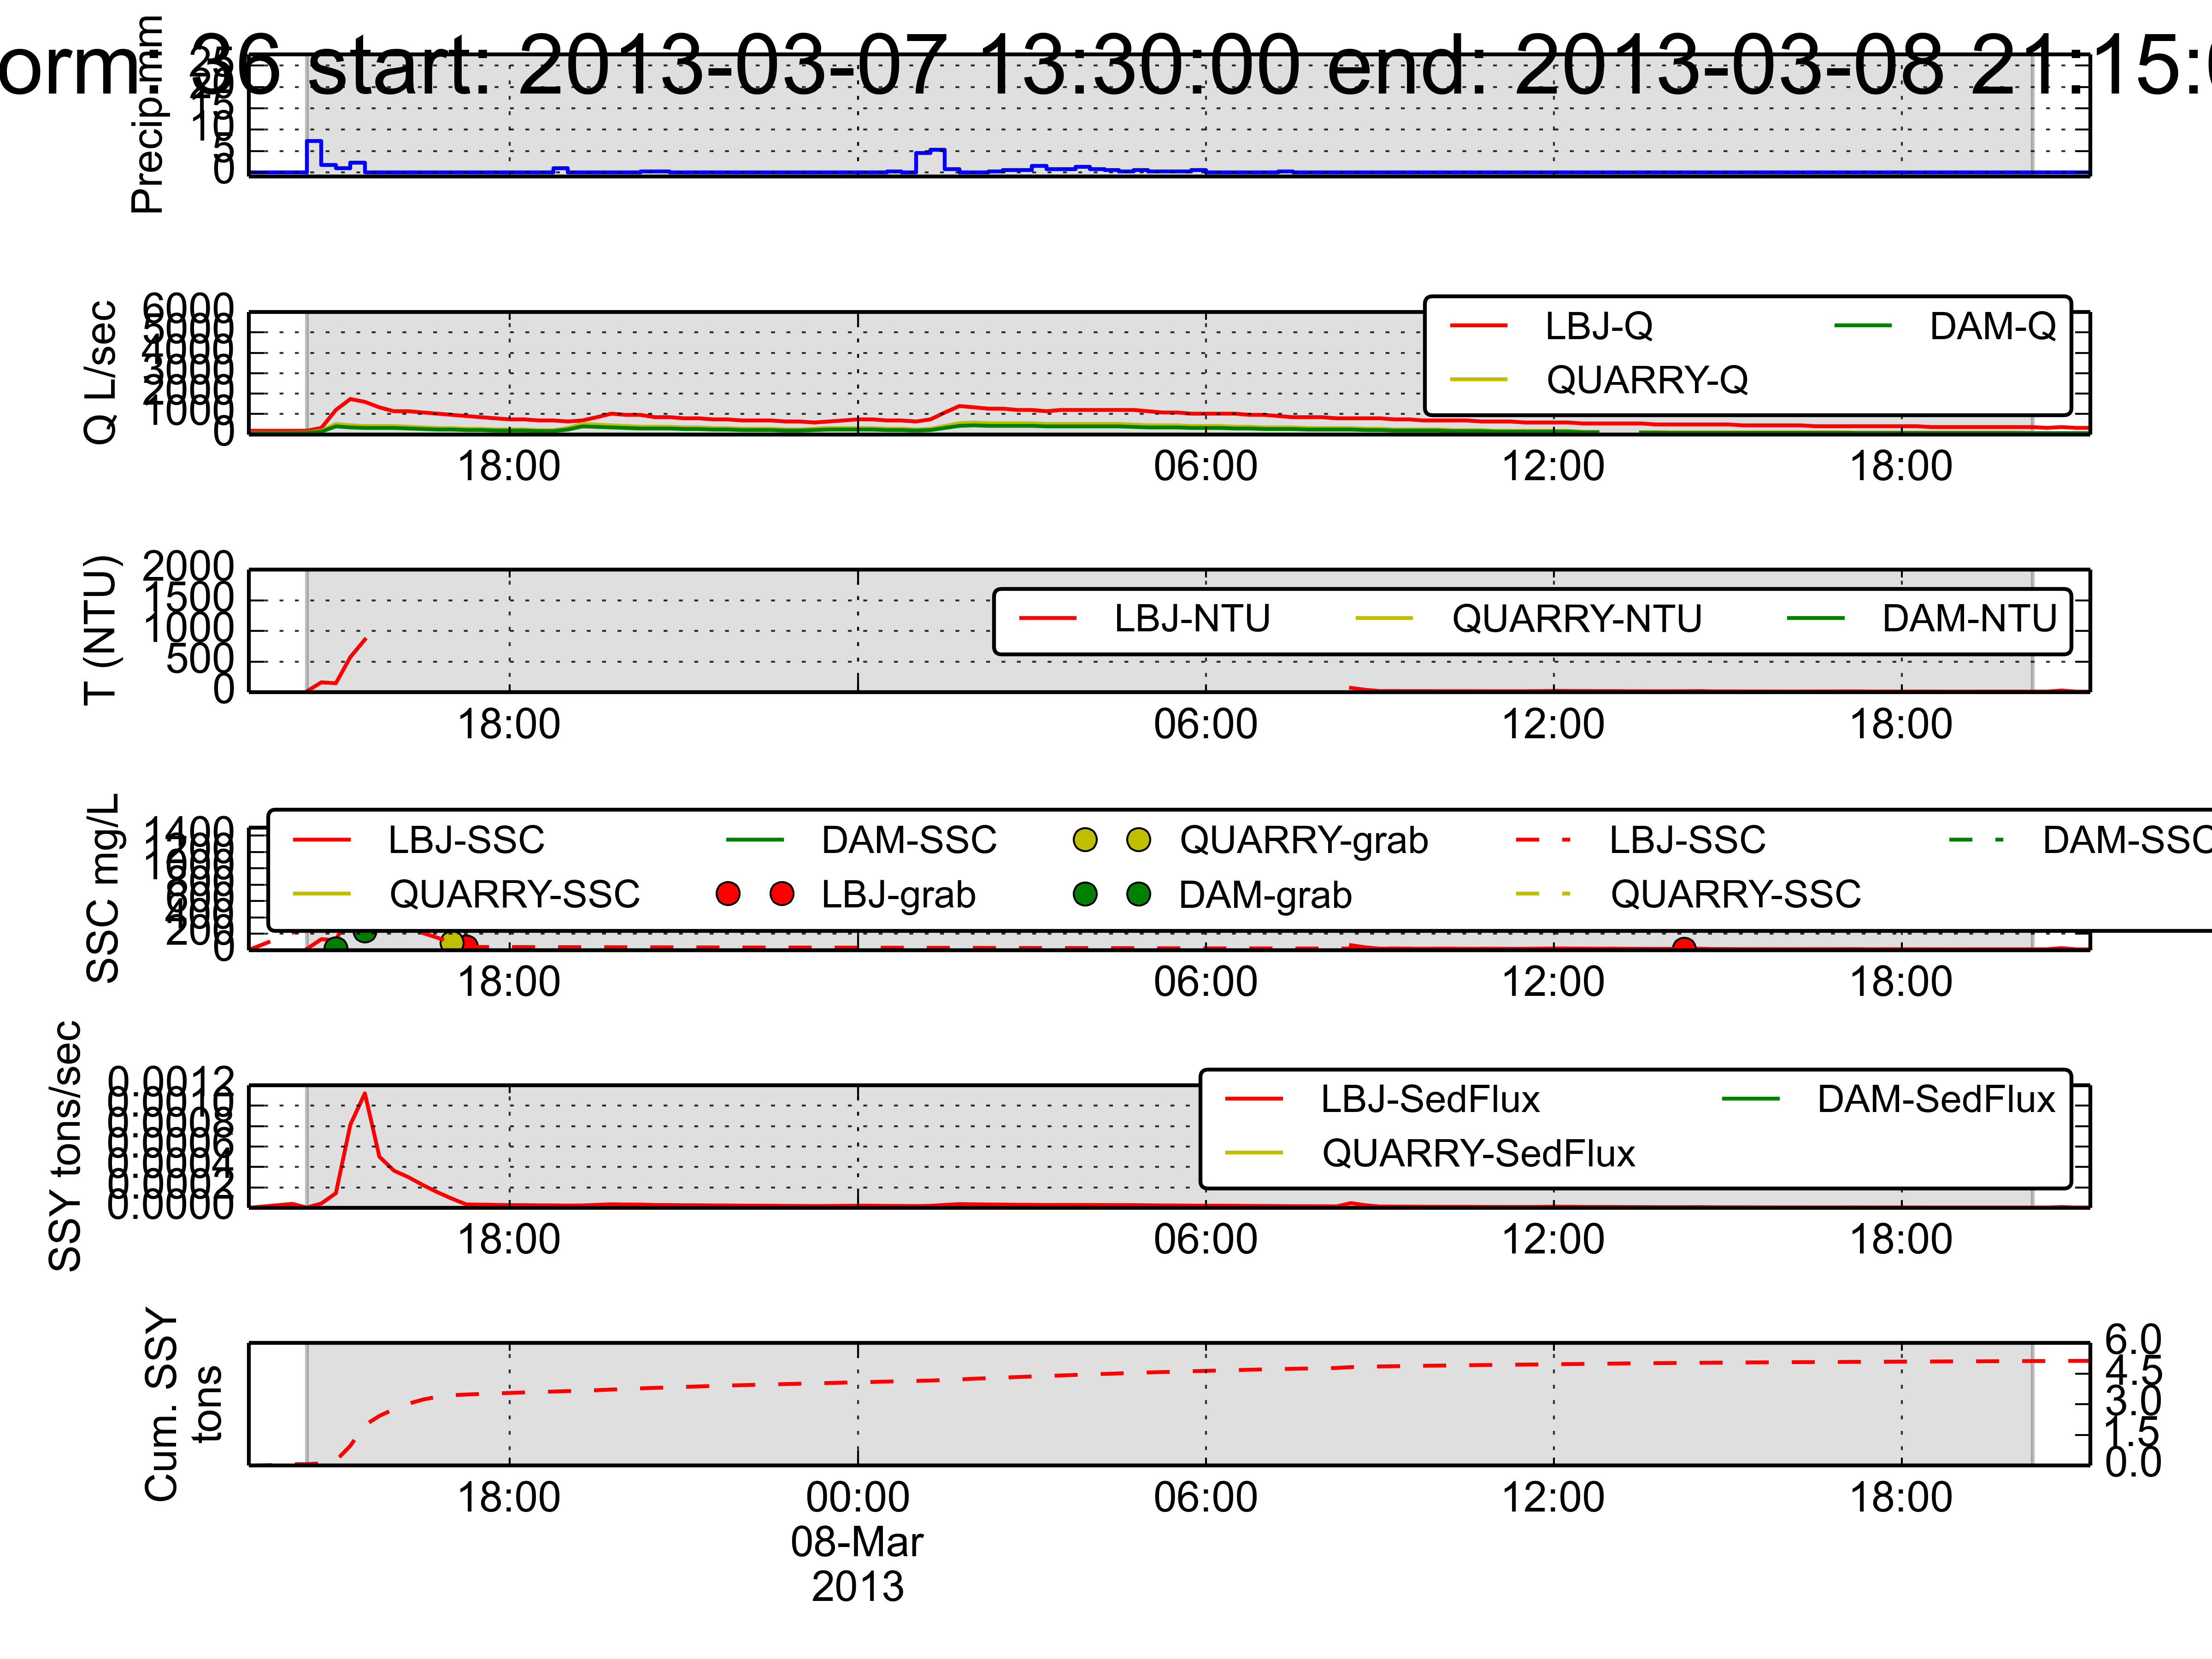 orm: 36 start: 2013-03-07 13:30:00 end: 2013-03-08 21:15:0
Precip mm
25
20
15
10
5
0
Q L/sec
6000
5000
4000
3000
2000
1000
0
LBJ-Q
DAM-Q
QUARRY-Q
18:00
06:00
12:00
18:00
T (NTU)
2000
1500
1000
500
0
LBJ-NTU
QUARRY-NTU
DAM-NTU
18:00
06:00
12:00
18:00
SSC mg/L
1400
1200
1000
800
600
400
200
0
LBJ-SSC
DAM-SSC
QUARRY-grab
LBJ-SSC
DAM-SSC
QUARRY-SSC
LBJ-grab
DAM-grab
QUARRY-SSC
18:00
06:00
12:00
18:00
SSY tons/sec
0.0012
0.0010
0.0008
0.0006
0.0004
0.0002
0.0000
LBJ-SedFlux
DAM-SedFlux
QUARRY-SedFlux
18:00
06:00
12:00
18:00
Cum. SSY
tons
6.0
4.5
3.0
1.5
0.0
18:00
00:00
06:00
12:00
18:00
08-Mar
2013